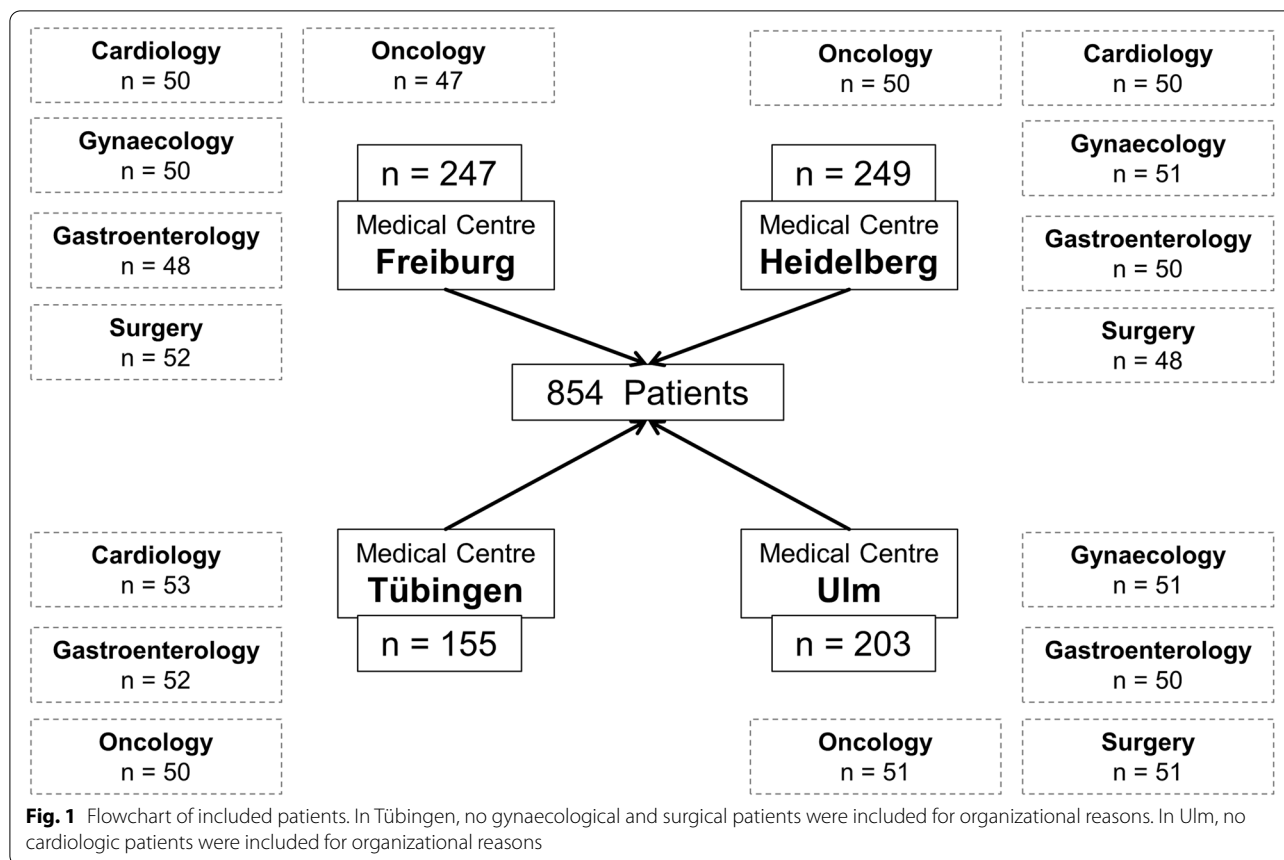 Cardiology
n = 50
Oncology
n = 47
Gynaecology
n = 50
Gastroenterology
n = 48
Surgery
n = 52
n = 247
Medical Centre
Freiburg
Oncology
n = 50
Cardiology
n = 50
n = 249
Medical Centre
Heidelberg
Gynaecology
n = 51
Gastroenterology
n = 50
Surgery
n = 48
854 Patients
Cardiology
n = 53
Gastroenterology
n = 52
Oncology
n = 50
Medical Centre
Tübingen
n = 155
Medical Centre
Ulm
n = 203
Gynaecology
n = 51
Gastroenterology
n = 50
Oncology
n = 51
Surgery
n = 51
Fig. 1 Flowchart of included patients. In Tübingen, no gynaecological and surgical patients were included for organizational reasons. In Ulm, no
cardiologic patients were included for organizational reasons